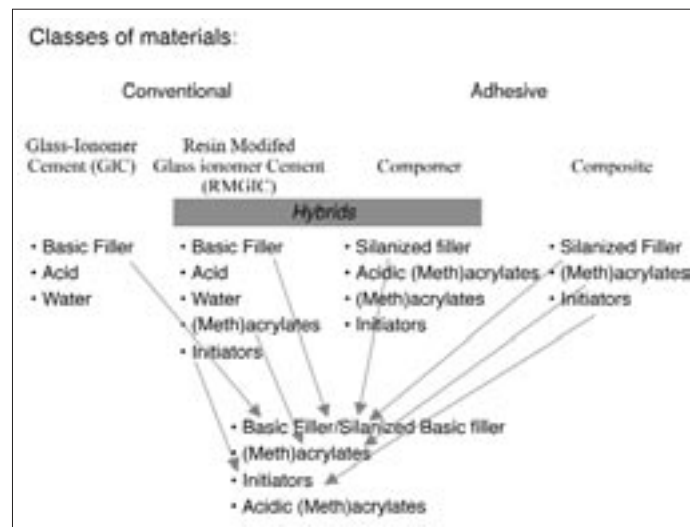 Classes of materials:
Conventional Adhesive
Glass-Ionomer Cement (GIC)
Resin Modifed Glass ionomer Cement (RMGIC)
Compomer
Composite
Hybrids
• Basic Filler
• Acid
• Water
• Basic Filler
• Acid
• Water
• (Meth)acrylates
• Initiators
• Silanized filler
• Acidic (Meth)acrylates
• (Meth)acrylates
• Initiators
• Silanized Filler
• (Meth)acrylates
• Initiators
• Basic Filler/Silanized Basic filler
• (Meth)acrylates
• Initiators
• Acidic (Meth)acrylates